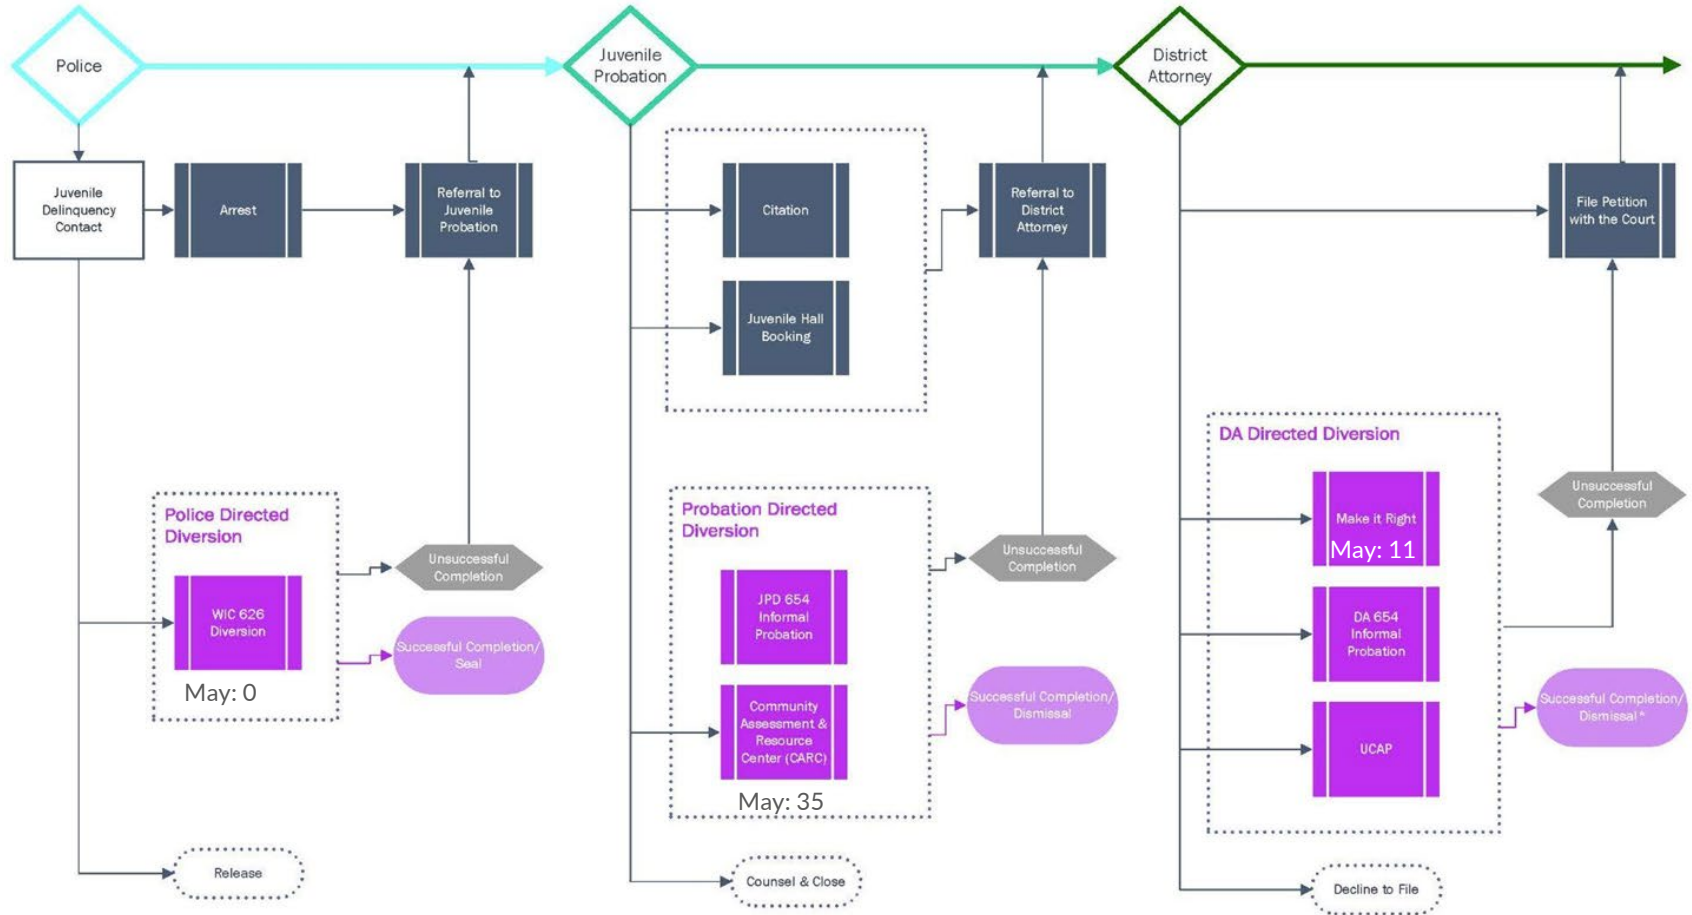 Police
Juvenile
Probation
District
Attorney
Juvenile
Delinquency
Contact
Arrest
Referral to
Juvenile
Probation
Citation
Juvenile Hall
Booking
Referral to
District
Attorney
File Petition
with the Court
Police Directed
Diversion
WIC 626
Diversion
May: 0
Unsuccessful
Completion
Successful Completion/
Seal
Release
Probation Directed
Diversion
JPD 654
Informal
Probation
Community
Assessment &
Resource
Center (CARC)
May: 35
Unsuccessful
Completion
Successful Completion/
Dismissal
Counsel & Close
DA Directed Diversion
Make it Right
May: 11
DA 654
Informal
Probation
UCAP
Unsuccessful
Completion
Successful Completion/
Dismissal*
Decline to File